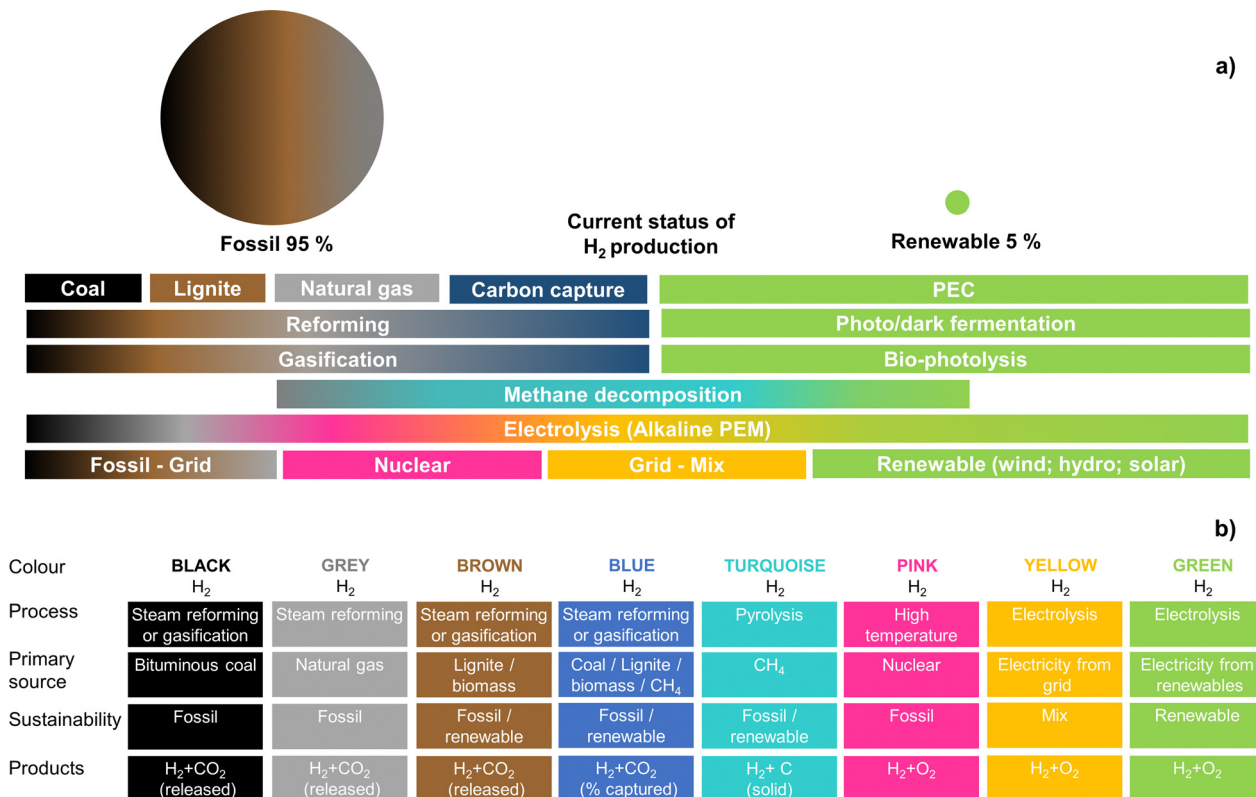 a)
Fossil 95 %
Current status of
H₂ production
Renewable 5 %
Coal Lignite Natural gas Carbon capture PEC
Reforming Photo/dark fermentation
Gasification Bio-photolysis
Methane decomposition
Electrolysis (Alkaline PEM)
Fossil - Grid Nuclear Grid - Mix Renewable (wind; hydro; solar)
b)
Colour BLACK GREY BROWN BLUE TURQUOISE PINK YELLOW GREEN
H₂ H₂ H₂ H₂ H₂ H₂ H₂ H₂
Process Steam reforming Steam reforming Steam reforming Steam reforming Pyrolysis High Electrolysis Electrolysis
or gasification or gasification or gasification temperature
Primary Bituminous coal Natural gas Lignite / Coal / Lignite / CH₄ Nuclear Electricity from Electricity from
source biomass biomass / CH₄ grid renewables
Sustainability Fossil Fossil Fossil / Fossil / Fossil / Fossil Mix Renewable
renewable renewable renewable
Products H₂+CO₂ H₂+CO₂ H₂+CO₂ H₂+CO₂ H₂+ C H₂+O₂ H₂+O₂ H₂+O₂
(released) (released) (released) (% captured) (solid)